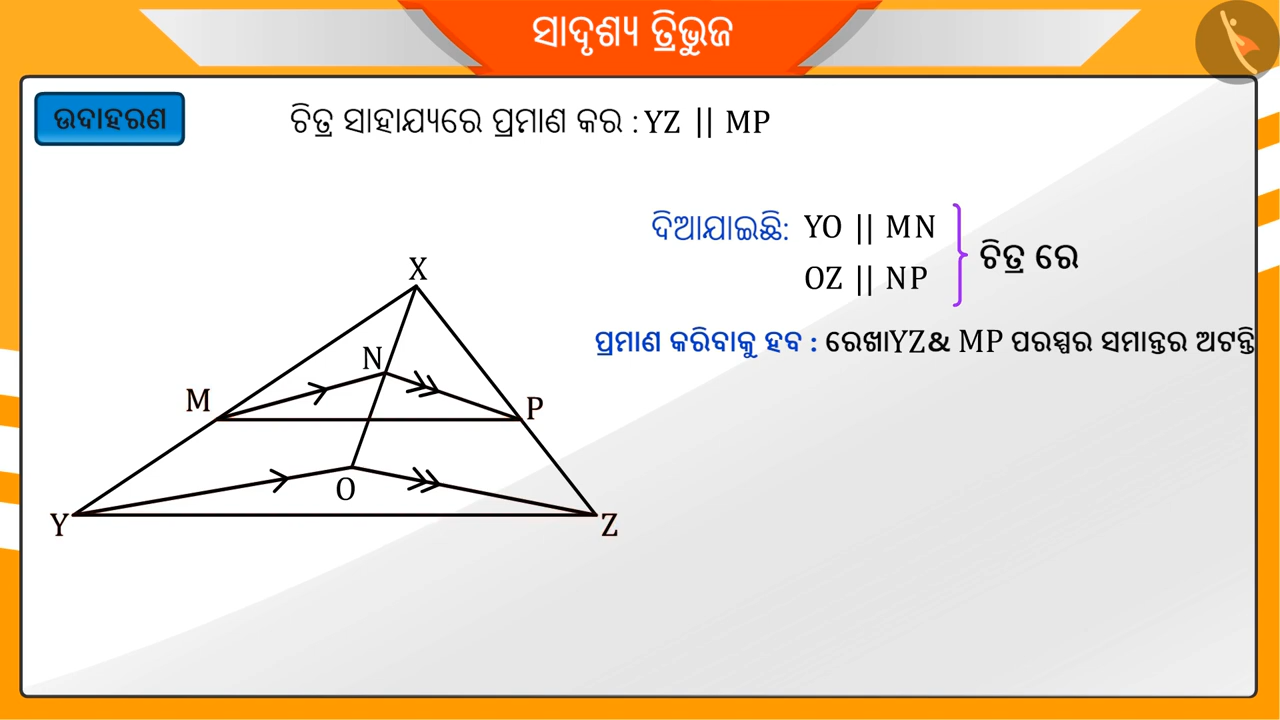 ସାଦୃଶ୍ୟ ତ୍ରିଭୁଜ
ଉଦାହରଣ
ଚିତ୍ର ସାହାଯ୍ୟରେ ପ୍ରମାଣ କର : YZ || MP
ଦିଆଯାଇଛି: YO || MN
OZ || NP
ଚିତ୍ର ରେ
ପ୍ରମାଣ କରିବାକୁ ହବ : ରେଖାYZ& MP ପରସ୍ପର ସମାନ୍ତର ଅଟନ୍ତି
X
N
M
P
O
Y
Z